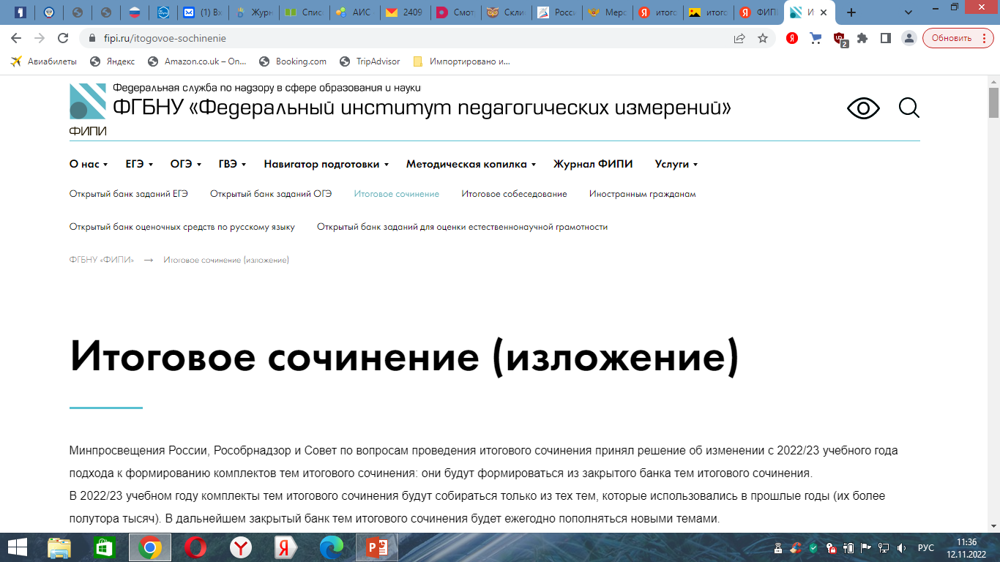 (1) Вх
Журн
Спис
АИС
2409
Смот
Скли
Росси
Меро
итого
итого
ФИПИ
И
fipi.ru/itogovoe-sochinenie
2
Обновить
Авиабилеты
Яндекс
Amazon.co.uk – On...
Booking.com
TripAdvisor
Импортировано и...
Федеральная служба по надзору в сфере образования и науки
ФГБНУ «Федеральный институт педагогических измерений»
ФИПИ
О нас ЕГЭ ОГЭ ГВЭ Навигатор подготовки Методическая копилка Журнал ФИПИ Услуги
Открытый банк заданий ЕГЭ Открытый банк заданий ОГЭ Итоговое сочинение Итоговое собеседование Иностранным гражданам
Открытый банк оценочных средств по русскому языку Открытый банк заданий для оценки естественнонаучной грамотности
ФГБНУ «ФИПИ» → Итоговое сочинение (изложение)
Итоговое сочинение (изложение)
Минпросвещения России, Рособрнадзор и Совет по вопросам проведения итогового сочинения принял решение об изменении с 2022/23 учебного года
подхода к формированию комплектов тем итогового сочинения: они будут формироваться из закрытого банка тем итогового сочинения.
В 2022/23 учебном году комплекты тем итогового сочинения будут собираться только из тех тем, которые использовались в прошлые годы (их более
полутора тысяч). В дальнейшем закрытый банк тем итогового сочинения будет ежегодно пополняться новыми темами.
РУС
11:36
12.11.2022